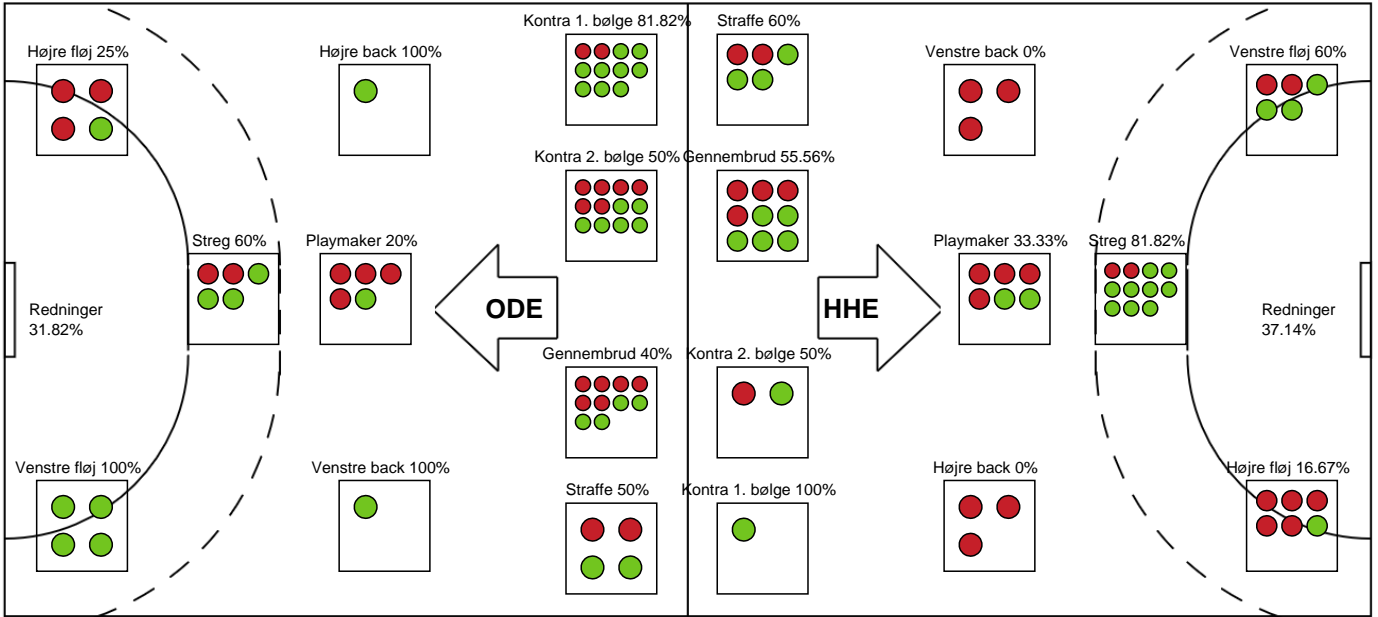 Kontra 1. bølge 81.82%
Straffe 60%
Højre fløj 25%
Højre back 100%
Venstre back 0%
Venstre fløj 60%
Kontra 2. bølge 50%
Gennembrud 55.56%
Streg 60%
Playmaker 20%
Playmaker 33.33%
Streg 81.82%
Redninger
31.82%
ODE
HHE
Redninger
37.14%
Gennembrud 40%
Kontra 2. bølge 50%
Venstre fløj 100%
Venstre back 100%
Højre back 0%
Højre fløj 16.67%
Straffe 50%
Kontra 1. bølge 100%